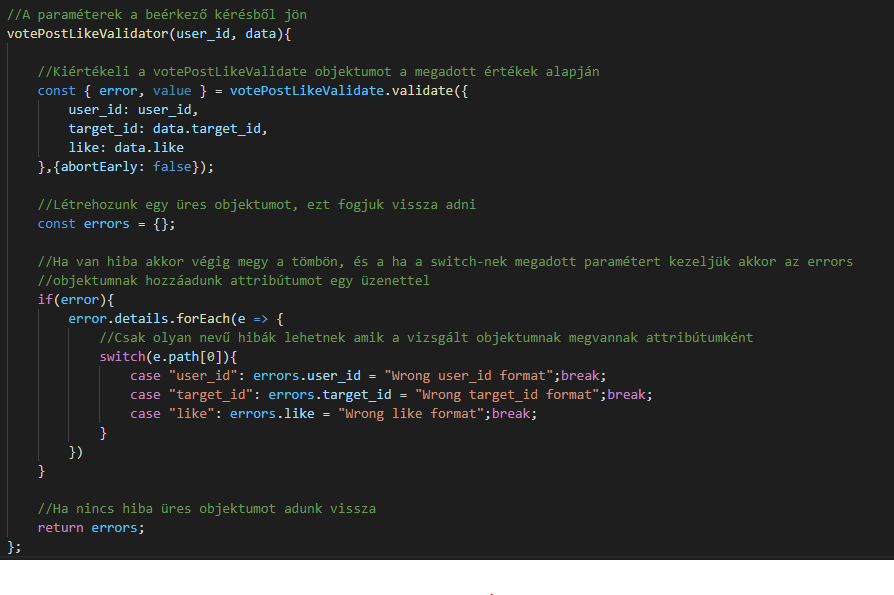 //A paraméterek a beérkező kérésből jön
votePostLikeValidator(user_id, data){
//Kiértékeli a votePostLikeValidate objektumot a megadott értékek alapján
const { error, value } = votePostLikeValidate.validate({
user_id: user_id,
target_id: data.target_id,
like: data.like
},{abortEarly: false});
//Létrehozunk egy üres objektumot, ezt fogjuk vissza adni
const errors = {};
//Ha van hiba akkor végig megy a tömbön, és a ha a switch-nek megadott paramétert kezeljük akkor az errors
//objektumnak hozzáadunk attribútumot egy üzenettel
if(error){
error.details.forEach(e => {
//Csak olyan nevű hibák lehetnek amik a vizsgált objektumnak megvannak attribútumként
switch(e.path[0]){
case "user_id": errors.user_id = "Wrong user_id format";break;
case "target_id": errors.target_id = "Wrong target_id format";break;
case "like": errors.like = "Wrong like format";break;
}
})
}
//Ha nincs hiba üres objektumot adunk vissza
return errors;
};